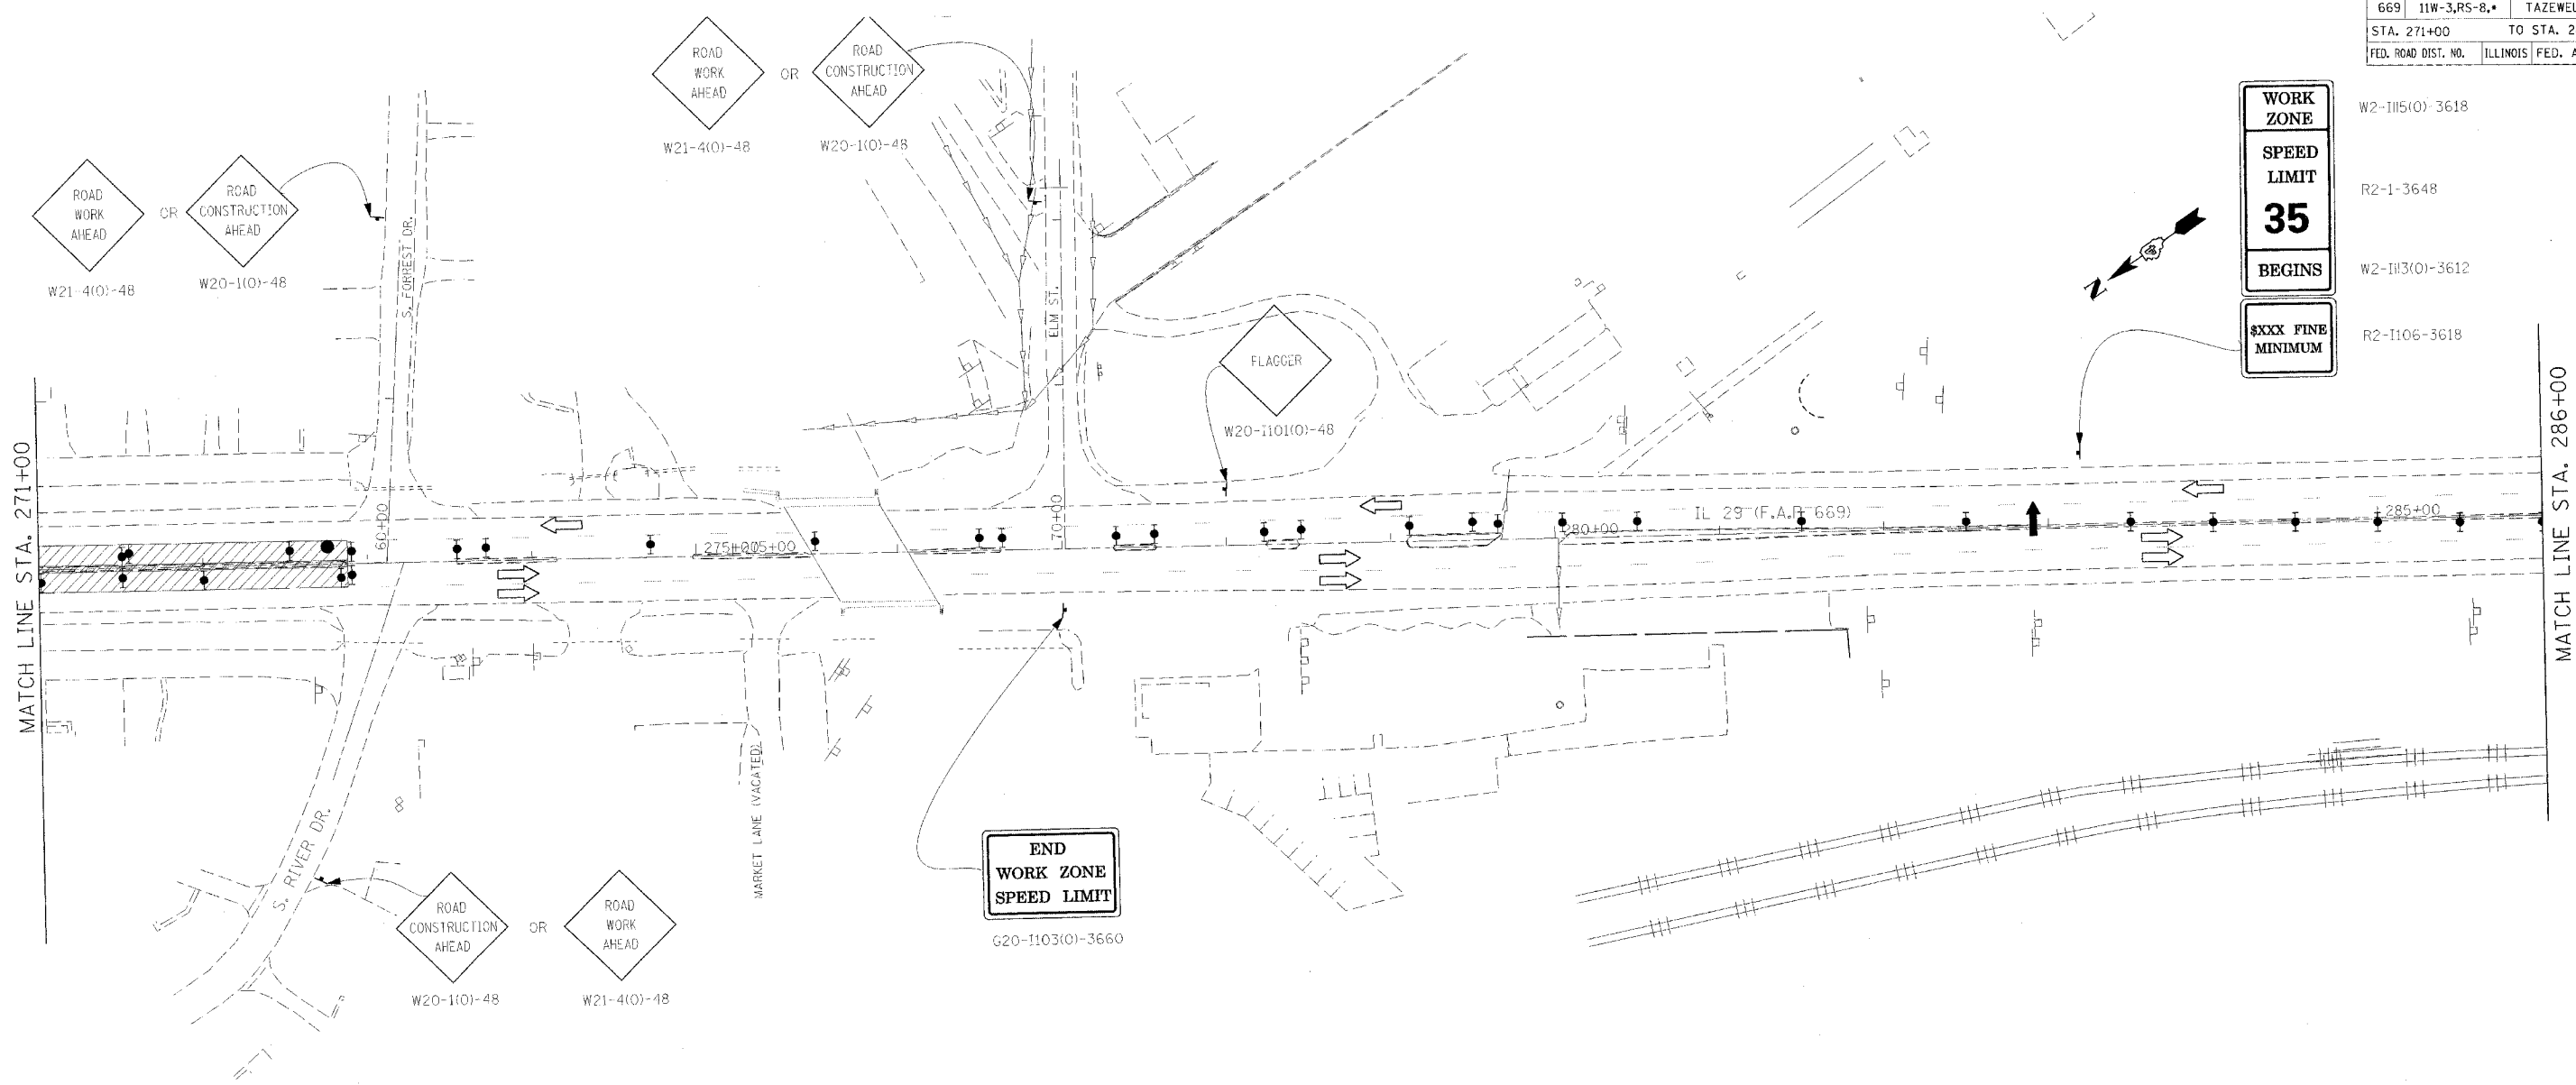 669 11W-3,RS-8,• TAZEWEL
STA. 271+00 TO STA. 2
FED. ROAD DIST. NO. ILLINOIS FED. A
ROAD
WORK
AHEAD
OR
ROAD
CONSTRUCTION
AHEAD
W21-4(O)-48
W20-1(O)-48
ROAD
WORK
AHEAD
OR
ROAD
CONSTRUCTION
AHEAD
W21-4(O)-48
W20-1(O)-48
S. FORREST DR.
ELM ST.
WORK
ZONE
SPEED
LIMIT
35
BEGINS
$XXX FINE
MINIMUM
W2-I115(O)-3618
R2-1-3648
W2-I113(O)-3612
R2-I106-3618
N
FLAGGER
W20-I101(O)-48
MATCH LINE STA. 271+00
60+00
275+00
5+00
70+00
280+00
IL 29 (F.A.P. 669)
285+00
MATCH LINE STA. 286+00
MARKET LANE (VACATED)
S. RIVER DR.
END
WORK ZONE
SPEED LIMIT
G20-I103(O)-3660
ROAD
CONSTRUCTION
AHEAD
OR
ROAD
WORK
AHEAD
W20-1(O)-48
W21-4(O)-48